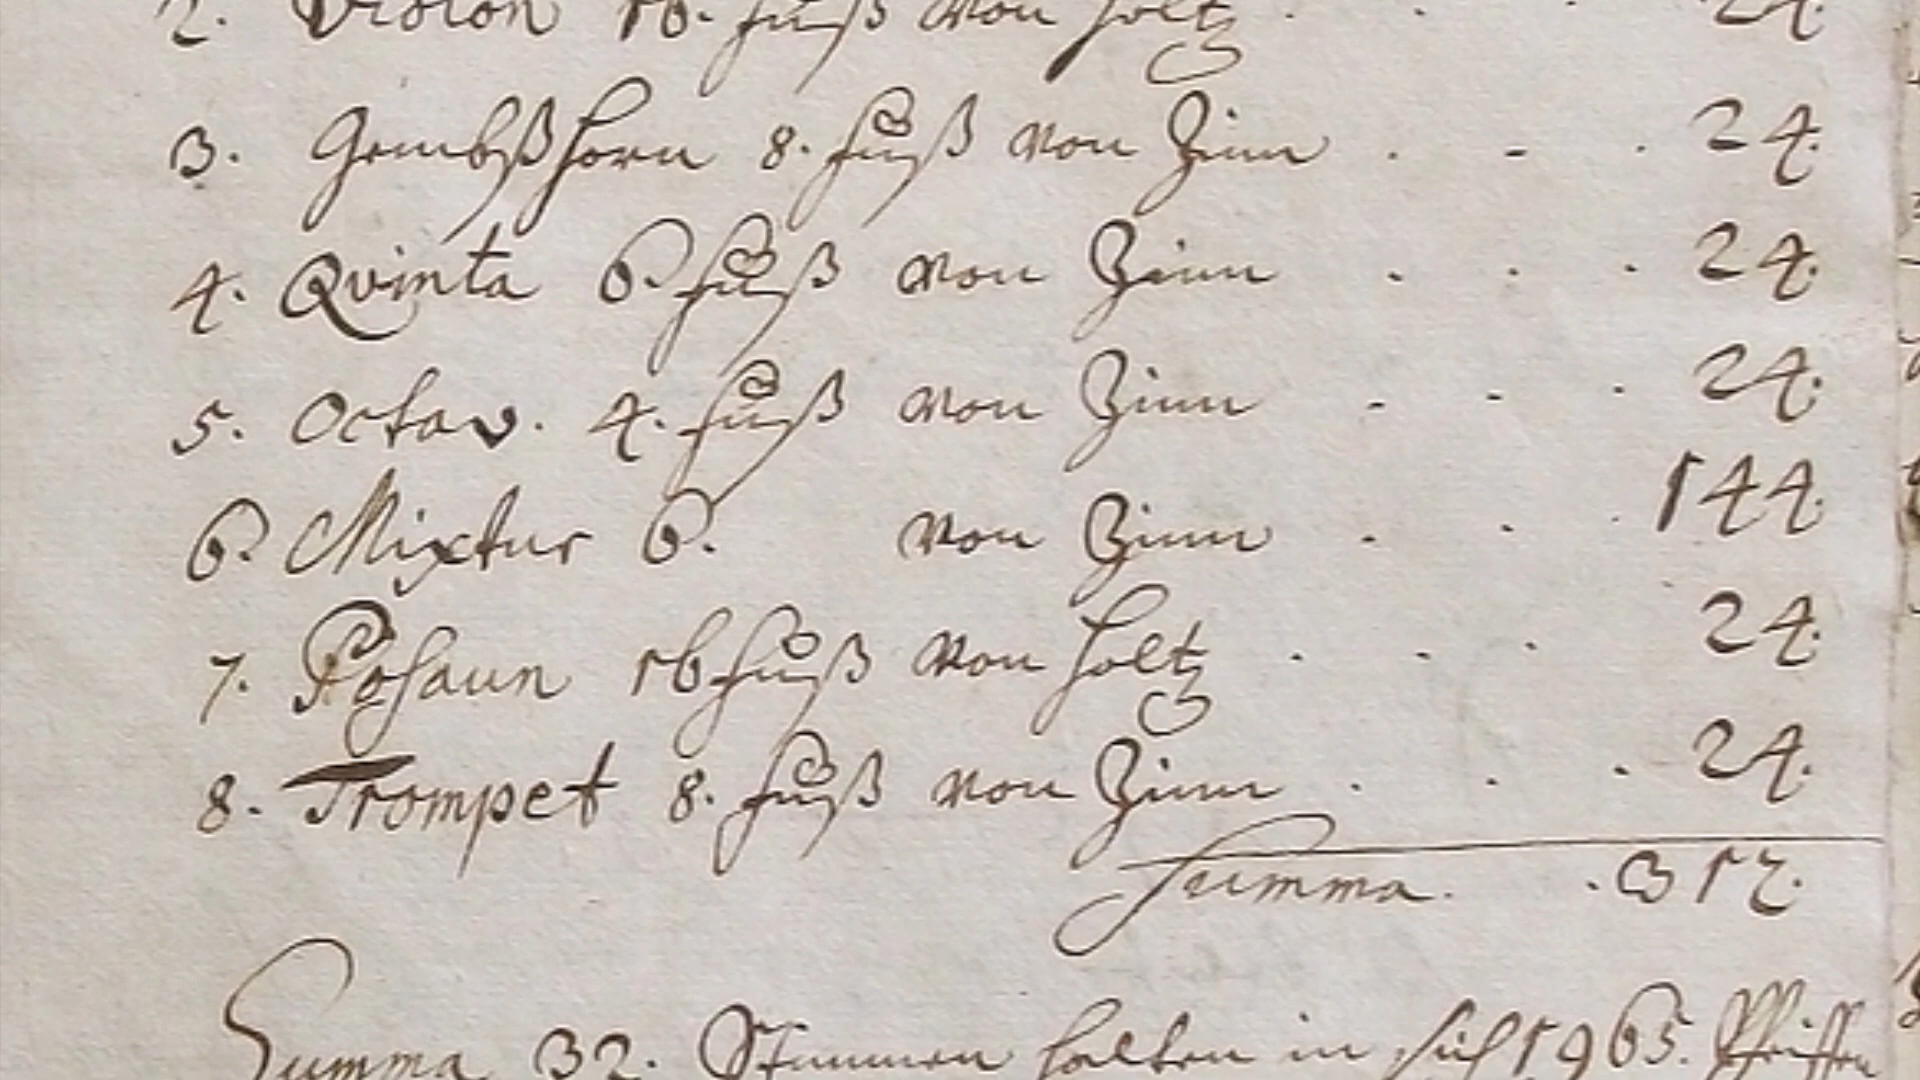 2. Violon 16. Fuß von Holtz . . . 24.
3. Gembßhorn 8. Fuß von Zinn . - . 24.
4. Qvinta 6. Fuß von Zinn . . . 24.
5. Octav. 4. Fuß von Zinn - - . 24.
6. Mixtur 6. von Zinn . . . 144.
7. Posaun 16 Fuß von Holtz . . . 24.
8. Trompet 8. Fuß von Zinn . . . 24.
Summa. . 312.
Summa 32. Stimmen halten in sich 1965. Pfeiffen